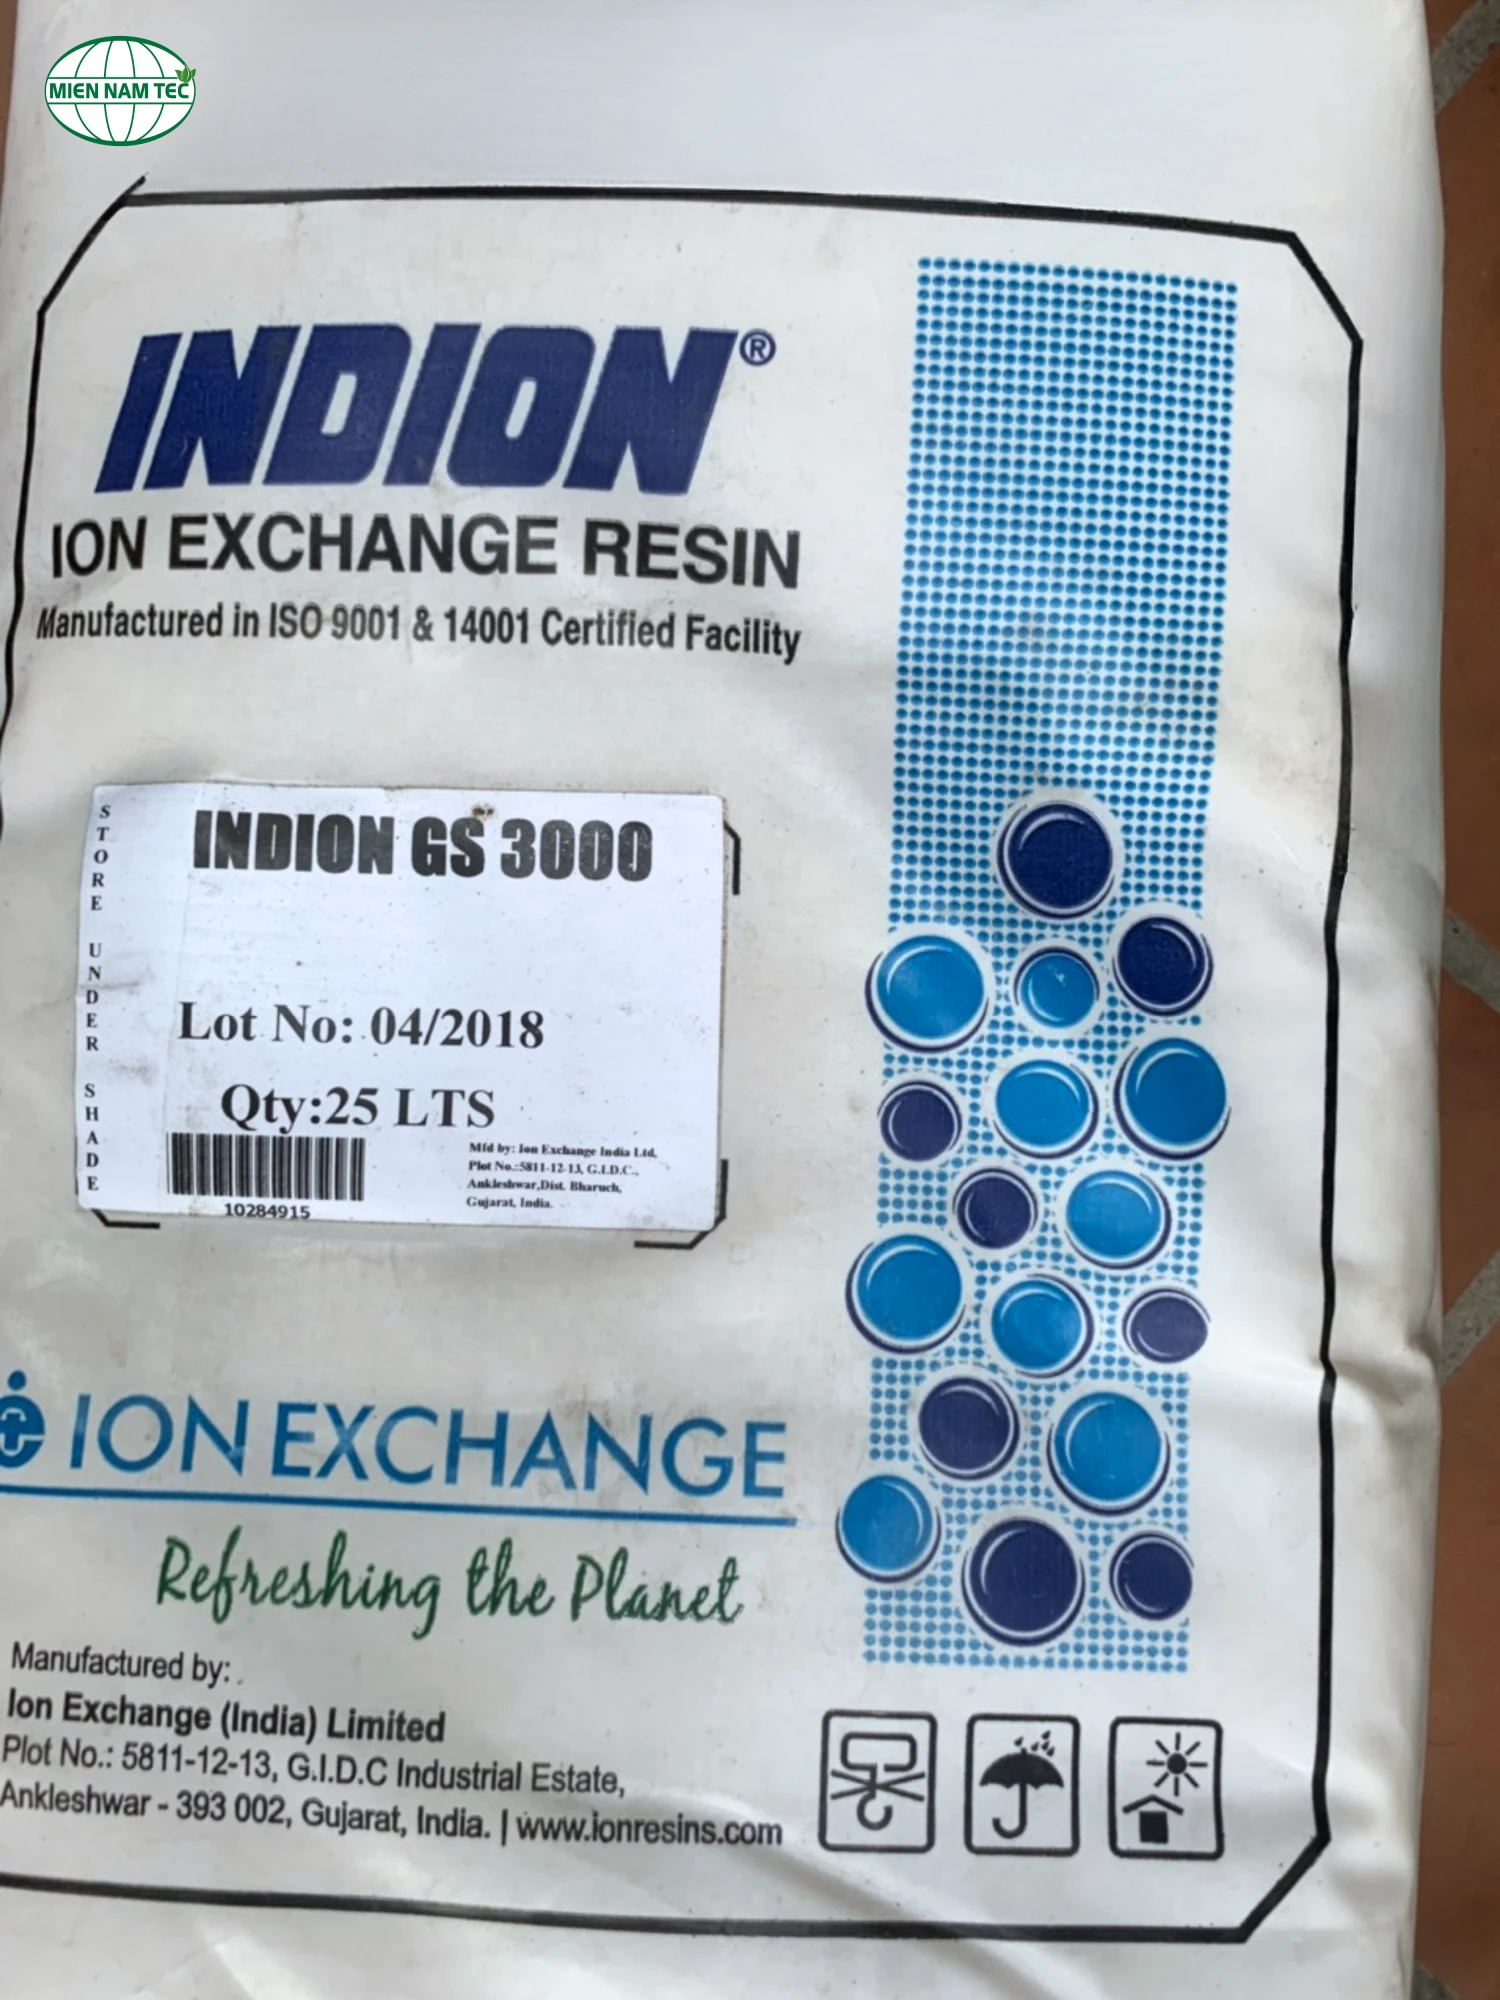 MIEN NAM TEC
INDION®
ION EXCHANGE RESIN
Manufactured in ISO 9001 & 14001 Certified Facility
STORE UNDER SHADE
INDION GS 3000
Lot No: 04/2018
Qty:25 LTS
10284915
Mfd by: Ion Exchange India Ltd.
Plot No.:5811-12-13, G.I.D.C.,
Ankleshwar,Dist. Bharuch,
Gujarat, India.
ION EXCHANGE
Refreshing the Planet
Manufactured by:
Ion Exchange (India) Limited
Plot No.: 5811-12-13, G.I.D.C Industrial Estate,
Ankleshwar - 393 002, Gujarat, India. | www.ionresins.com